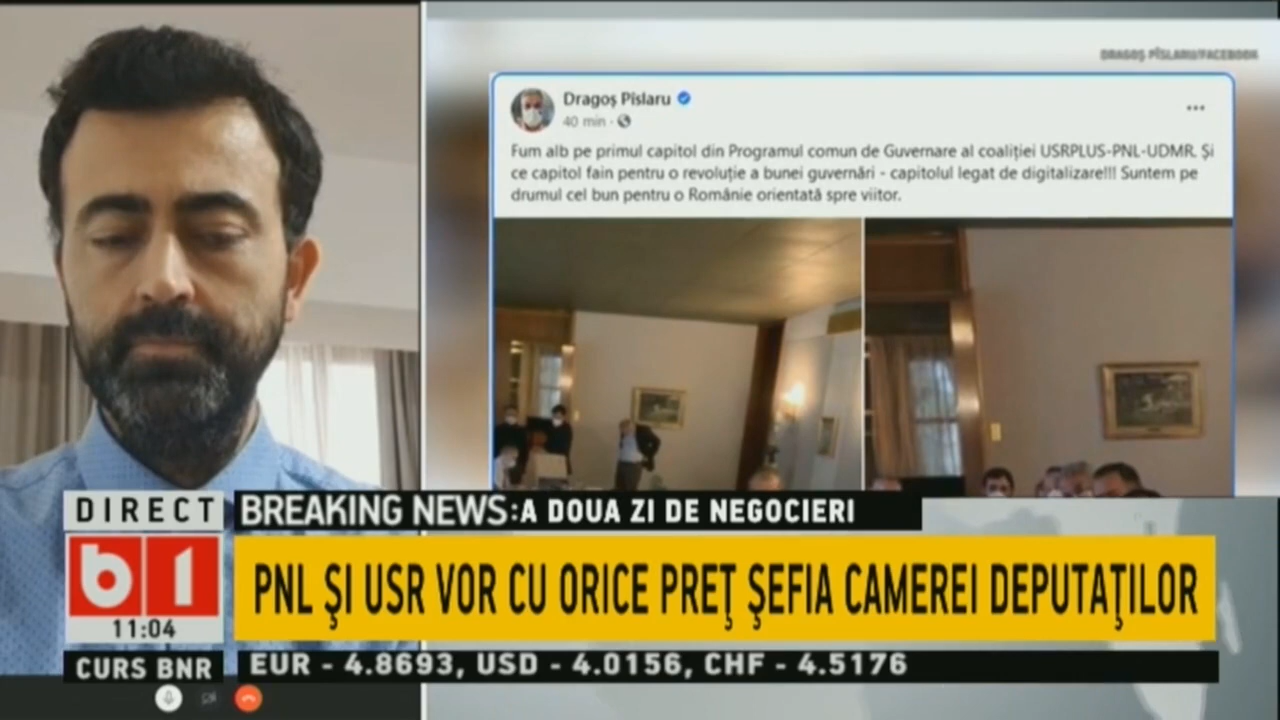 DRAGOȘ PÎSLARU/FACEBOOK
Dragoș Pîslaru
40 min ·
Fum alb pe primul capitol din Programul comun de Guvernare al coaliției USRPLUS-PNL-UDMR. Și
ce capitol fain pentru o revoluție a bunei guvernări - capitolul legat de digitalizare!!! Suntem pe
drumul cel bun pentru o Românie orientată spre viitor.
DIRECT
BREAKING NEWS:A DOUA ZI DE NEGOCIERI
b1
PNL ŞI USR VOR CU ORICE PREŢ ŞEFIA CAMEREI DEPUTAŢILOR
11:04
CURS BNR
EUR - 4.8693, USD - 4.0156, CHF - 4.5176